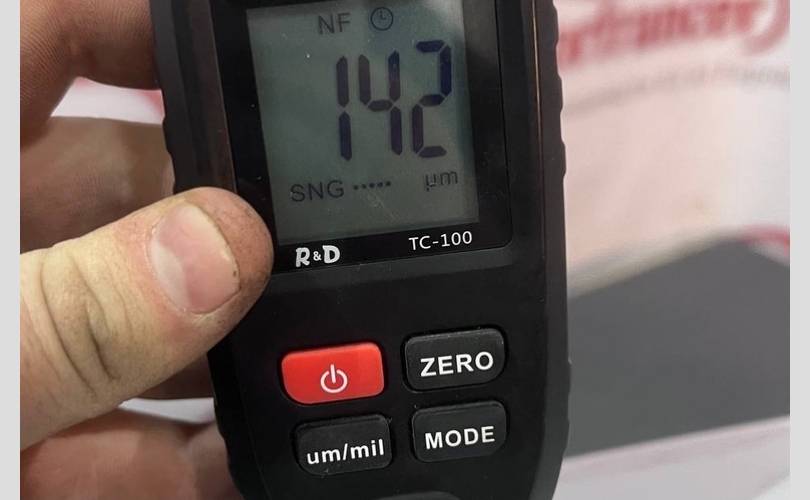 NF
142
SNG µm
R&D TC-100
ZERO
um/mil MODE